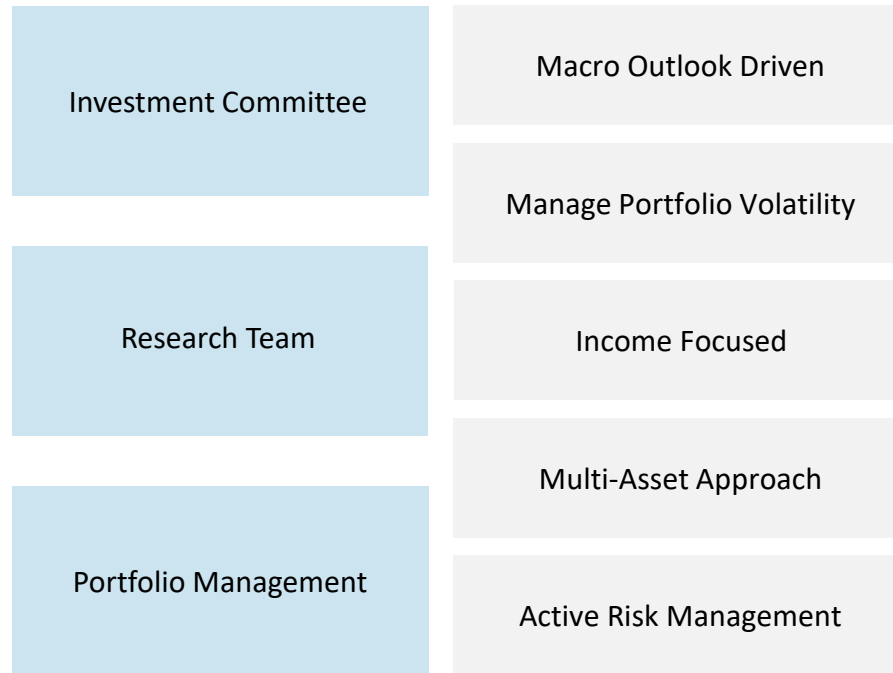 Investment Committee
Research Team
Portfolio Management
Macro Outlook Driven
Manage Portfolio Volatility
Income Focused
Multi-Asset Approach
Active Risk Management